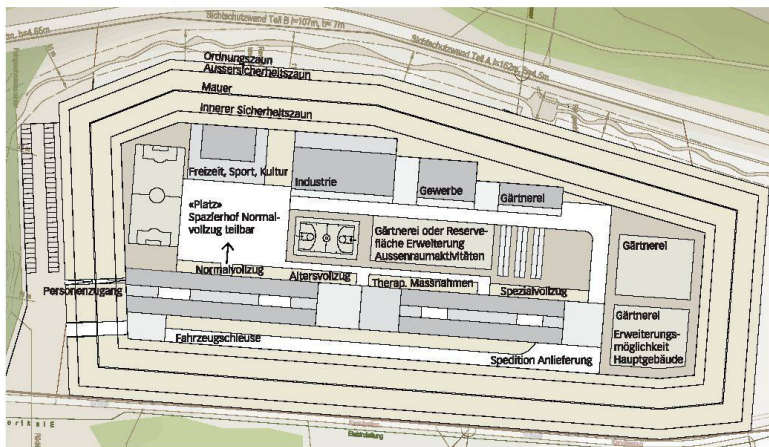 Sichtschutzwand Teil B l=107m, h= 7m
Sichtschutzwand Teil A l=162m, h=4.5m
Ordnungszaun
Aussersicherheitszaun
Mauer
Innerer Sicherheitszaun
Freizeit, Sport, Kultur
Industrie
Gewerbe
Gärtnerei
«Platz»
Spazierhof Normal-
vollzug teilbar
Gärtnerei oder Reserve-
fläche Erweiterung
Aussenraumaktivitäten
Gärtnerei
Normalvollzug
Altersvollzug
Therap. Massnahmen
Spezialvollzug
Personenzugang
Gärtnerei
Erweiterungs-
möglichkeit
Hauptgebäude
Fahrzeugschleuse
Spedition Anlieferung